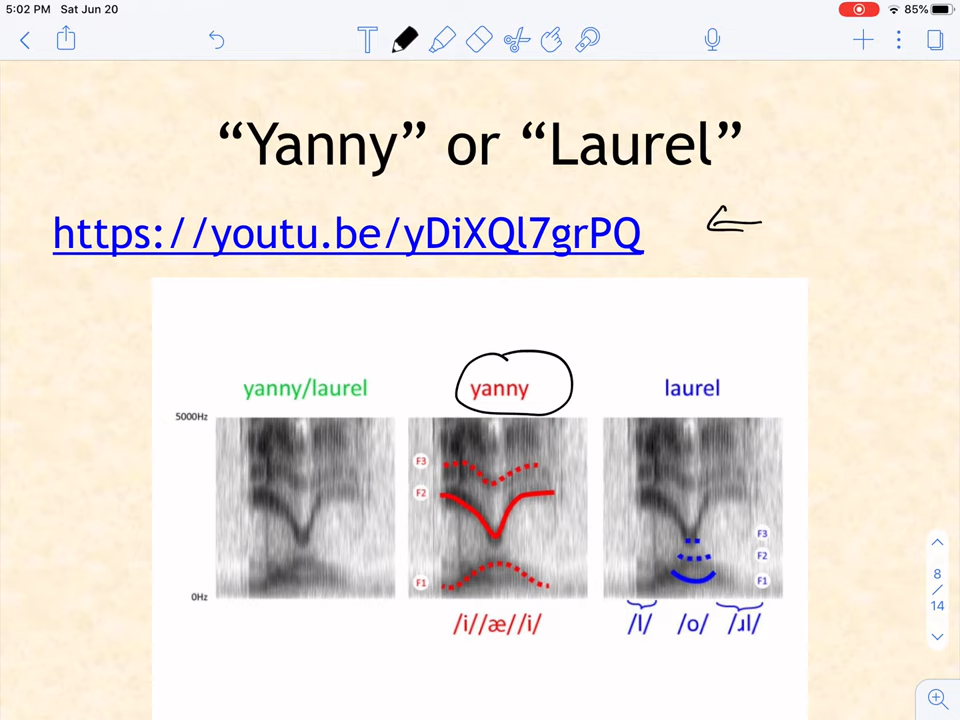 5:02 PM Sat Jun 20 85%
“Yanny” or “Laurel”
https://youtu.be/yDiXQl7grPQ
yanny/laurel yanny laurel
5000Hz
F3
F2
F3
F2
F1 F1
0Hz
/i//æ//i/ /l/ /o/ /ɹl/
8
/
14